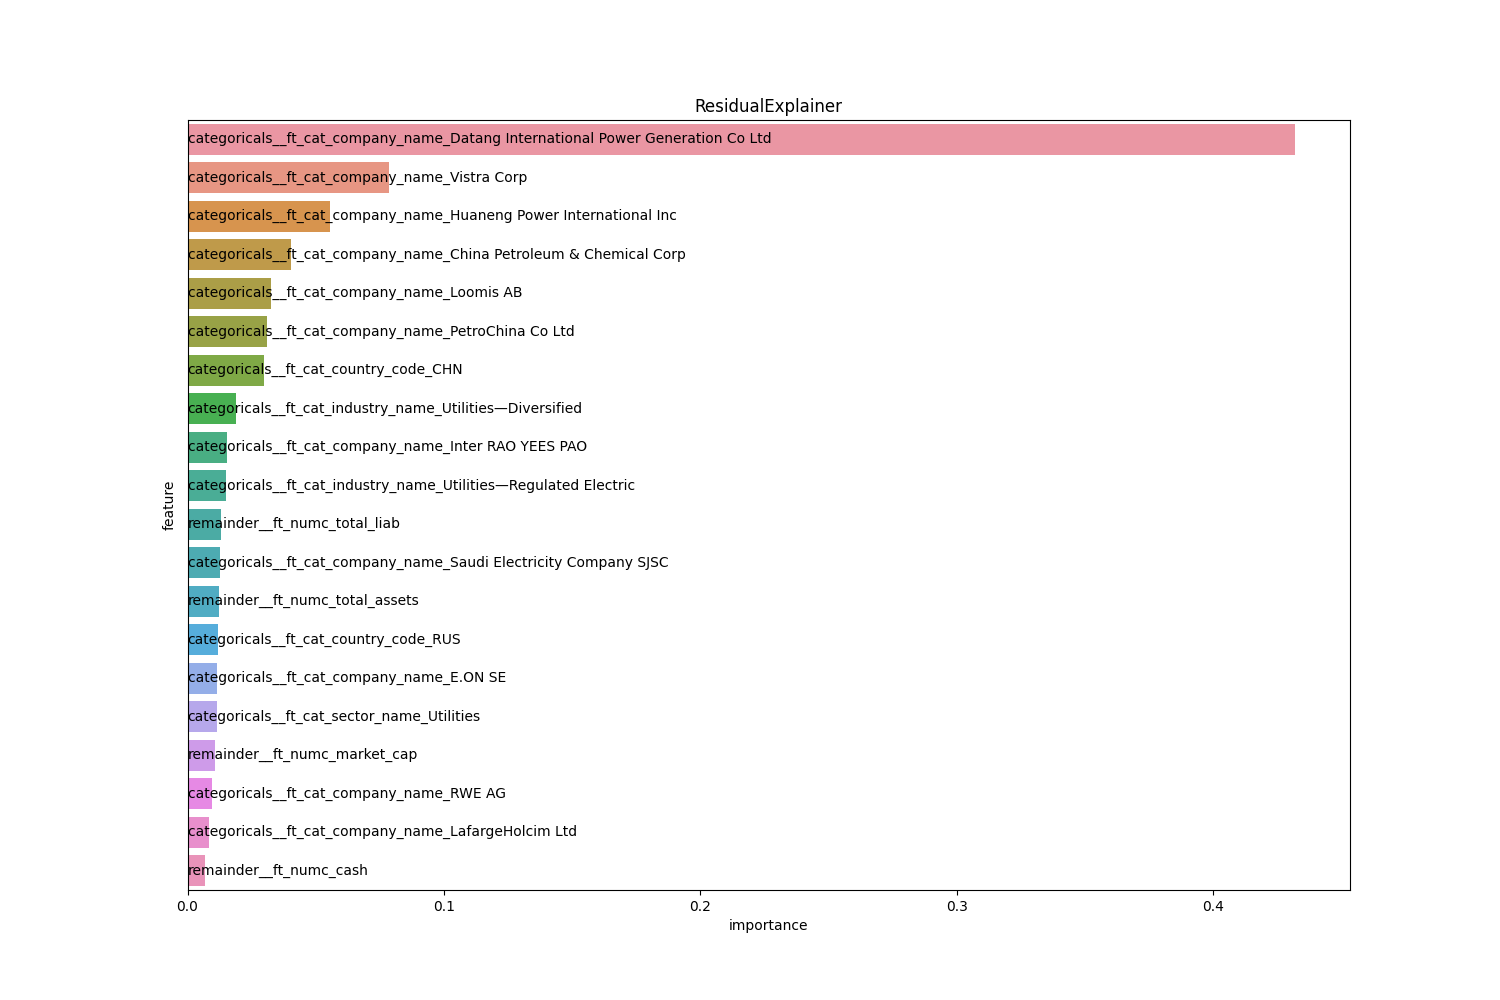 ResidualExplainer
categoricals__ft_cat_company_name_Datang International Power Generation Co Ltd
categoricals__ft_cat_company_name_Vistra Corp
categoricals__ft_cat_company_name_Huaneng Power International Inc
categoricals__ft_cat_company_name_China Petroleum & Chemical Corp
categoricals__ft_cat_company_name_Loomis AB
categoricals__ft_cat_company_name_PetroChina Co Ltd
categoricals__ft_cat_country_code_CHN
categoricals__ft_cat_industry_name_Utilities—Diversified
categoricals__ft_cat_company_name_Inter RAO YEES PAO
categoricals__ft_cat_industry_name_Utilities—Regulated Electric
remainder__ft_numc_total_liab
categoricals__ft_cat_company_name_Saudi Electricity Company SJSC
remainder__ft_numc_total_assets
categoricals__ft_cat_country_code_RUS
categoricals__ft_cat_company_name_E.ON SE
categoricals__ft_cat_sector_name_Utilities
remainder__ft_numc_market_cap
categoricals__ft_cat_company_name_RWE AG
categoricals__ft_cat_company_name_LafargeHolcim Ltd
remainder__ft_numc_cash
feature
0.0 0.1 0.2 0.3 0.4
importance